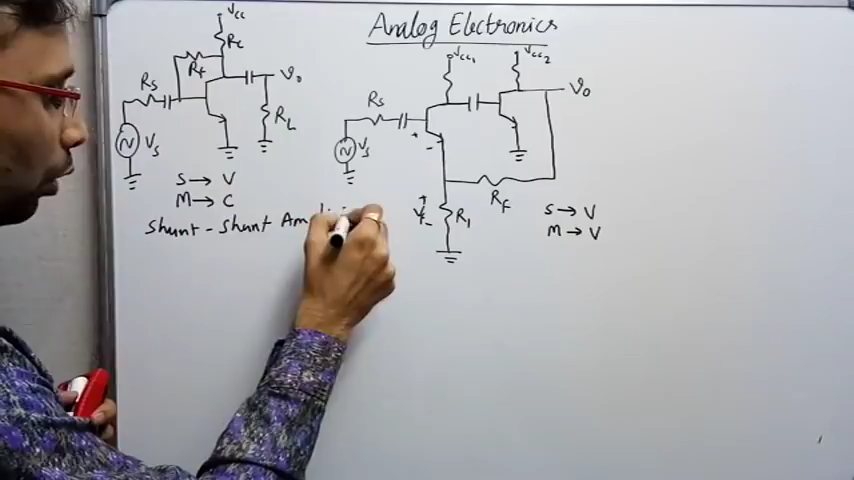 Analog Electronics
Vcc
Rc
Rf
Rs
Vo
RL
Vs
S → V
M → C
Shunt - Shunt
Vcc1
Vcc2
Vo
Rs
Vs
+ -
Rf
+
Vf
-
R1
S → V
M → V